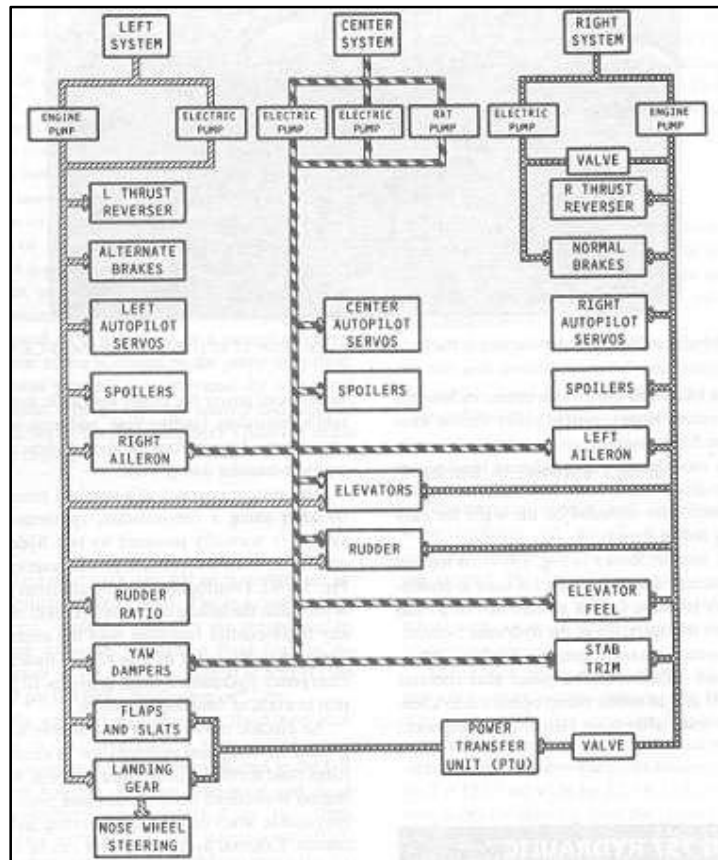 LEFT
SYSTEM
CENTER
SYSTEM
RIGHT
SYSTEM
ENGINE
PUMP
ELECTRIC
PUMP
ELECTRIC
PUMP
ELECTRIC
PUMP
RAT
PUMP
ELECTRIC
PUMP
ENGINE
PUMP
VALVE
L THRUST
REVERSER
R THRUST
REVERSER
ALTERNATE
BRAKES
NORMAL
BRAKES
LEFT
AUTOPILOT
SERVOS
CENTER
AUTOPILOT
SERVOS
RIGHT
AUTOPILOT
SERVOS
SPOILERS
SPOILERS
SPOILERS
RIGHT
AILERON
LEFT
AILERON
ELEVATORS
RUDDER
RUDDER
RATIO
ELEVATOR
FEEL
YAW
DAMPERS
STAB
TRIM
FLAPS
AND SLATS
POWER
TRANSFER
UNIT (PTU)
VALVE
LANDING
GEAR
NOSE WHEEL
STEERING